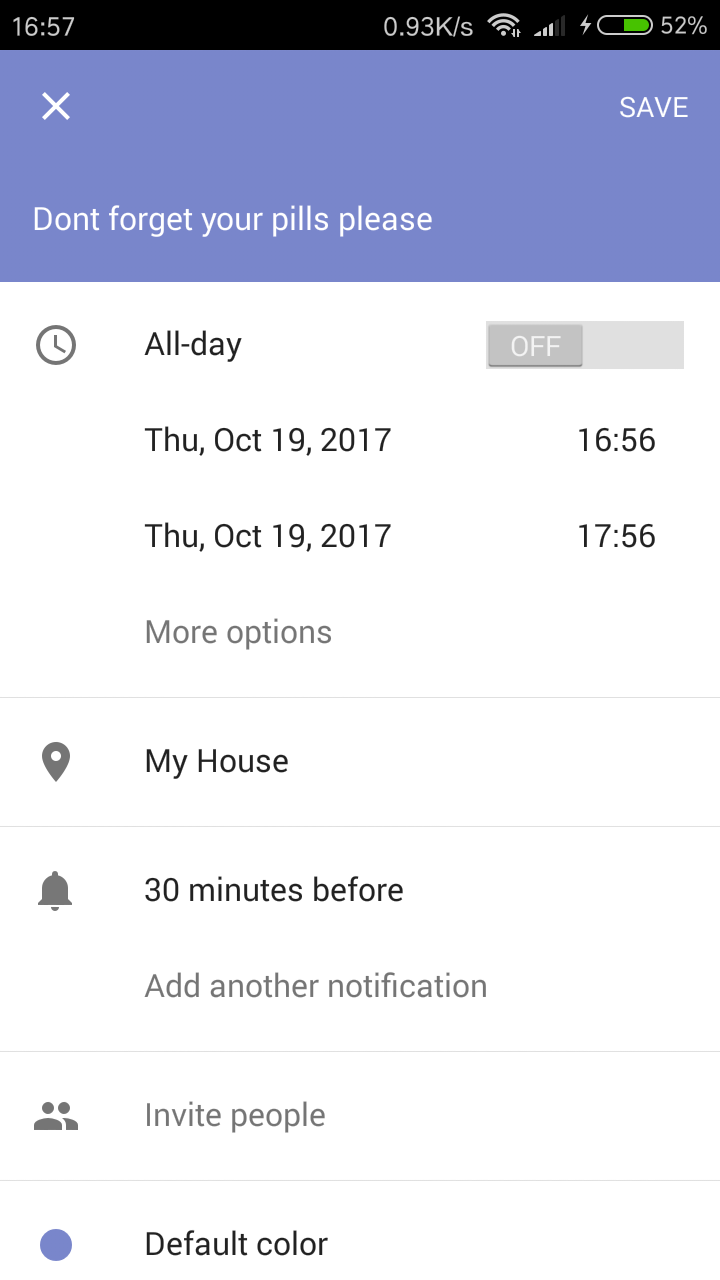 16:57 0.93K/s 52%
SAVE
Dont forget your pills please
All-day OFF
Thu, Oct 19, 2017 16:56
Thu, Oct 19, 2017 17:56
More options
My House
30 minutes before
Add another notification
Invite people
Default color